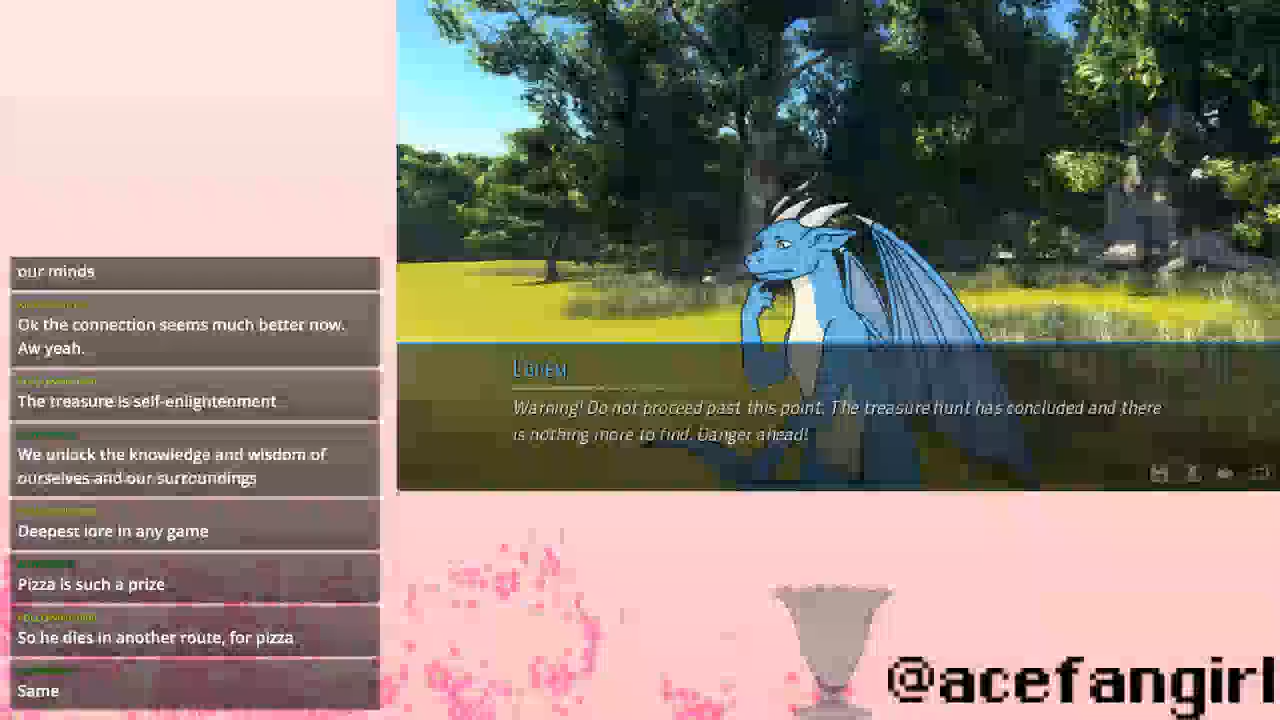 our minds
Ok the connection seems much better now.
Aw yeah.
The treasure is self-enlightenment
We unlock the knowledge and wisdom of
ourselves and our surroundings
Deepest lore in any game
Pizza is such a prize
So he dies in another route, for pizza
Same
Lorem
Warning! Do not proceed past this point. The treasure hunt has concluded and there
is nothing more to find. Danger ahead!
@acefangirl